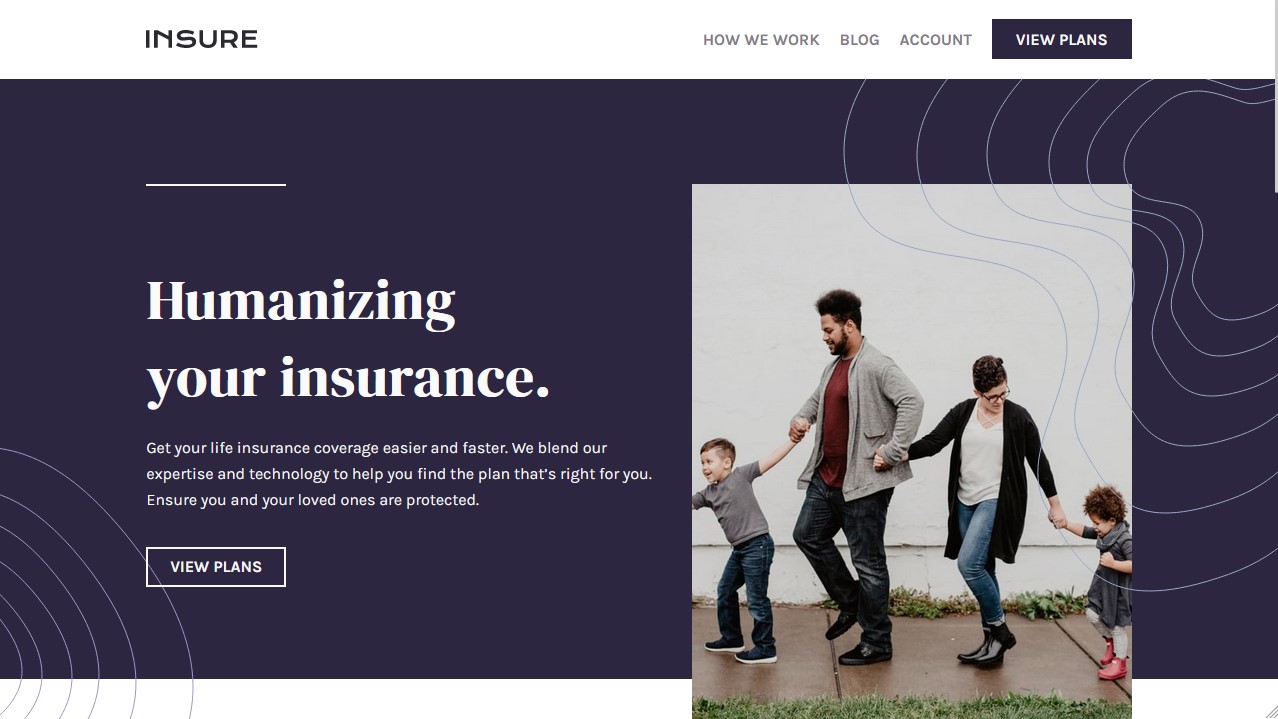 INSURE
HOW WE WORK
BLOG
ACCOUNT
VIEW PLANS
Humanizing
your insurance.
Get your life insurance coverage easier and faster. We blend our
expertise and technology to help you find the plan that’s right for you.
Ensure you and your loved ones are protected.
VIEW PLANS